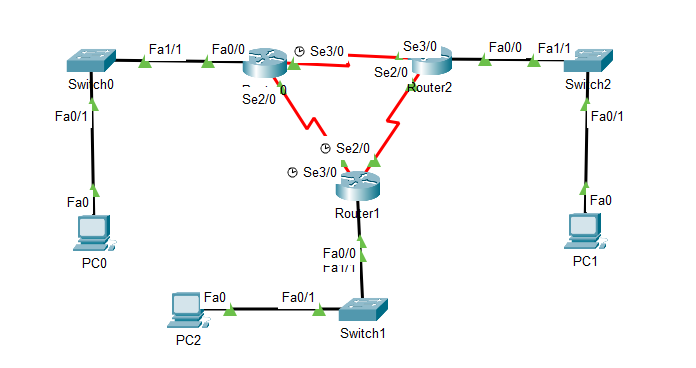 Fa1/1
Fa0/0
Se3/0
Se3/0
Fa0/0
Fa1/1
Switch0
Se2/0
Router2
Switch2
Se2/0
Fa0/1
Fa0/1
Se2/0
Se3/0
Fa0
Fa0
Router1
PC0
PC1
Fa0/0
Fa1/1
Fa0
Fa0/1
Switch1
PC2